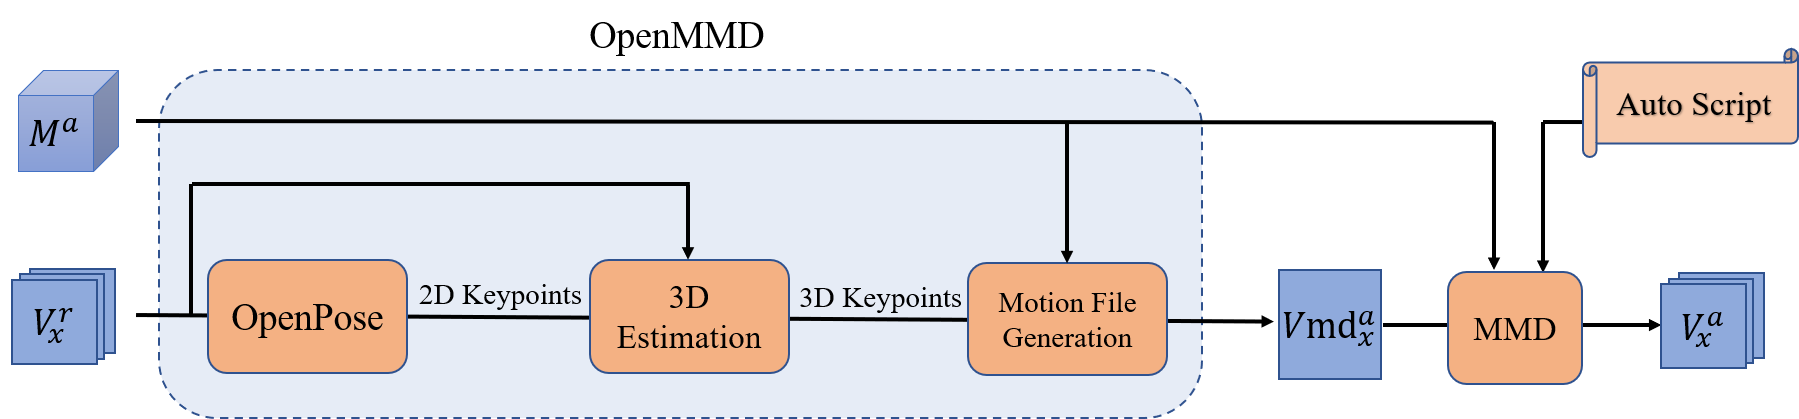 OpenMMD
M^a
Auto Script
V_x^r
OpenPose
2D Keypoints
3D
Estimation
3D Keypoints
Motion File
Generation
Vmd_x^a
MMD
V_x^a